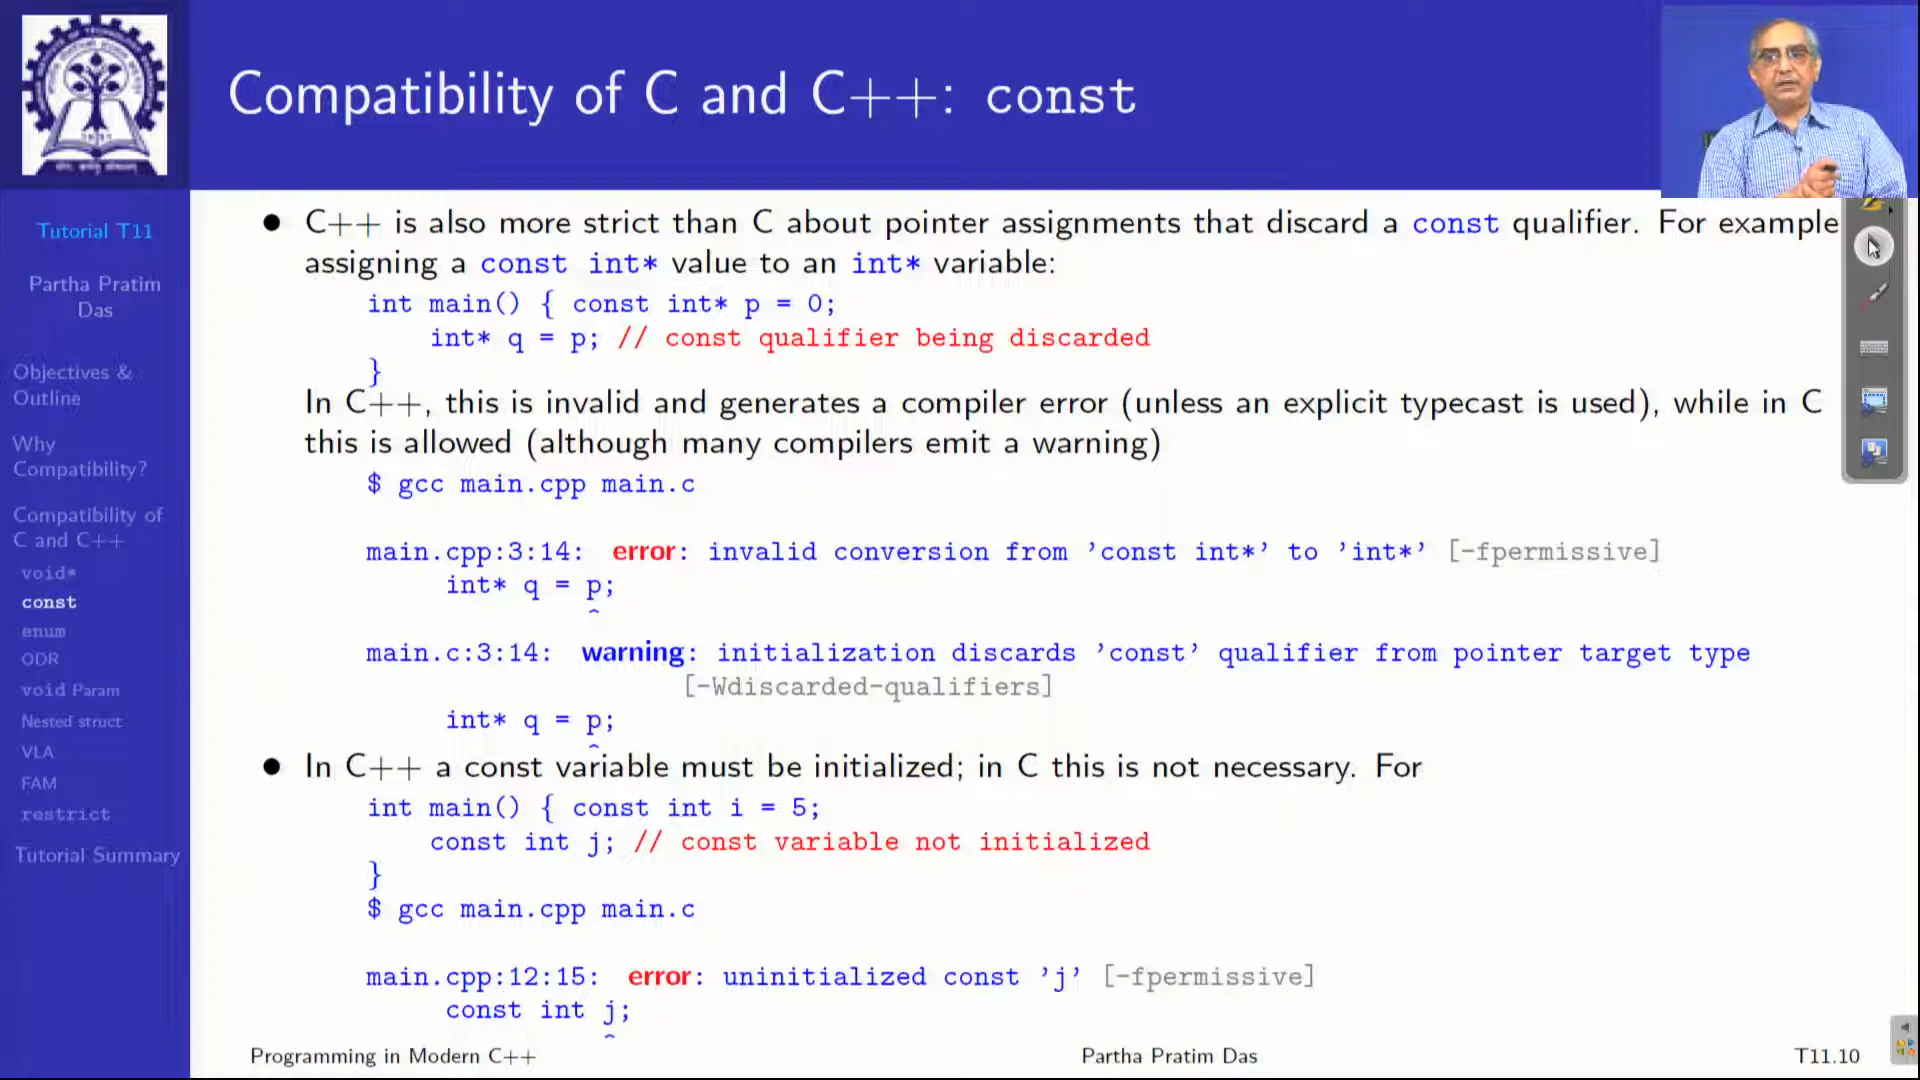 Compatibility of C and C++: const
Tutorial T11
Partha Pratim
Das
Objectives &
Outline
Why
Compatibility?
Compatibility of
C and C++
void*
const
enum
ODR
void Param
Nested struct
VLA
FAM
restrict
Tutorial Summary
• C++ is also more strict than C about pointer assignments that discard a const qualifier. For example
assigning a const int* value to an int* variable:
int main() { const int* p = 0;
int* q = p; // const qualifier being discarded
}
In C++, this is invalid and generates a compiler error (unless an explicit typecast is used), while in C
this is allowed (although many compilers emit a warning)
$ gcc main.cpp main.c
main.cpp:3:14: error: invalid conversion from ’const int*’ to ’int*’ [-fpermissive]
int* q = p;
^
main.c:3:14: warning: initialization discards ’const’ qualifier from pointer target type
[-Wdiscarded-qualifiers]
int* q = p;
^
• In C++ a const variable must be initialized; in C this is not necessary. For
int main() { const int i = 5;
const int j; // const variable not initialized
}
$ gcc main.cpp main.c
main.cpp:12:15: error: uninitialized const ’j’ [-fpermissive]
const int j;
^
Programming in Modern C++
Partha Pratim Das
T11.10